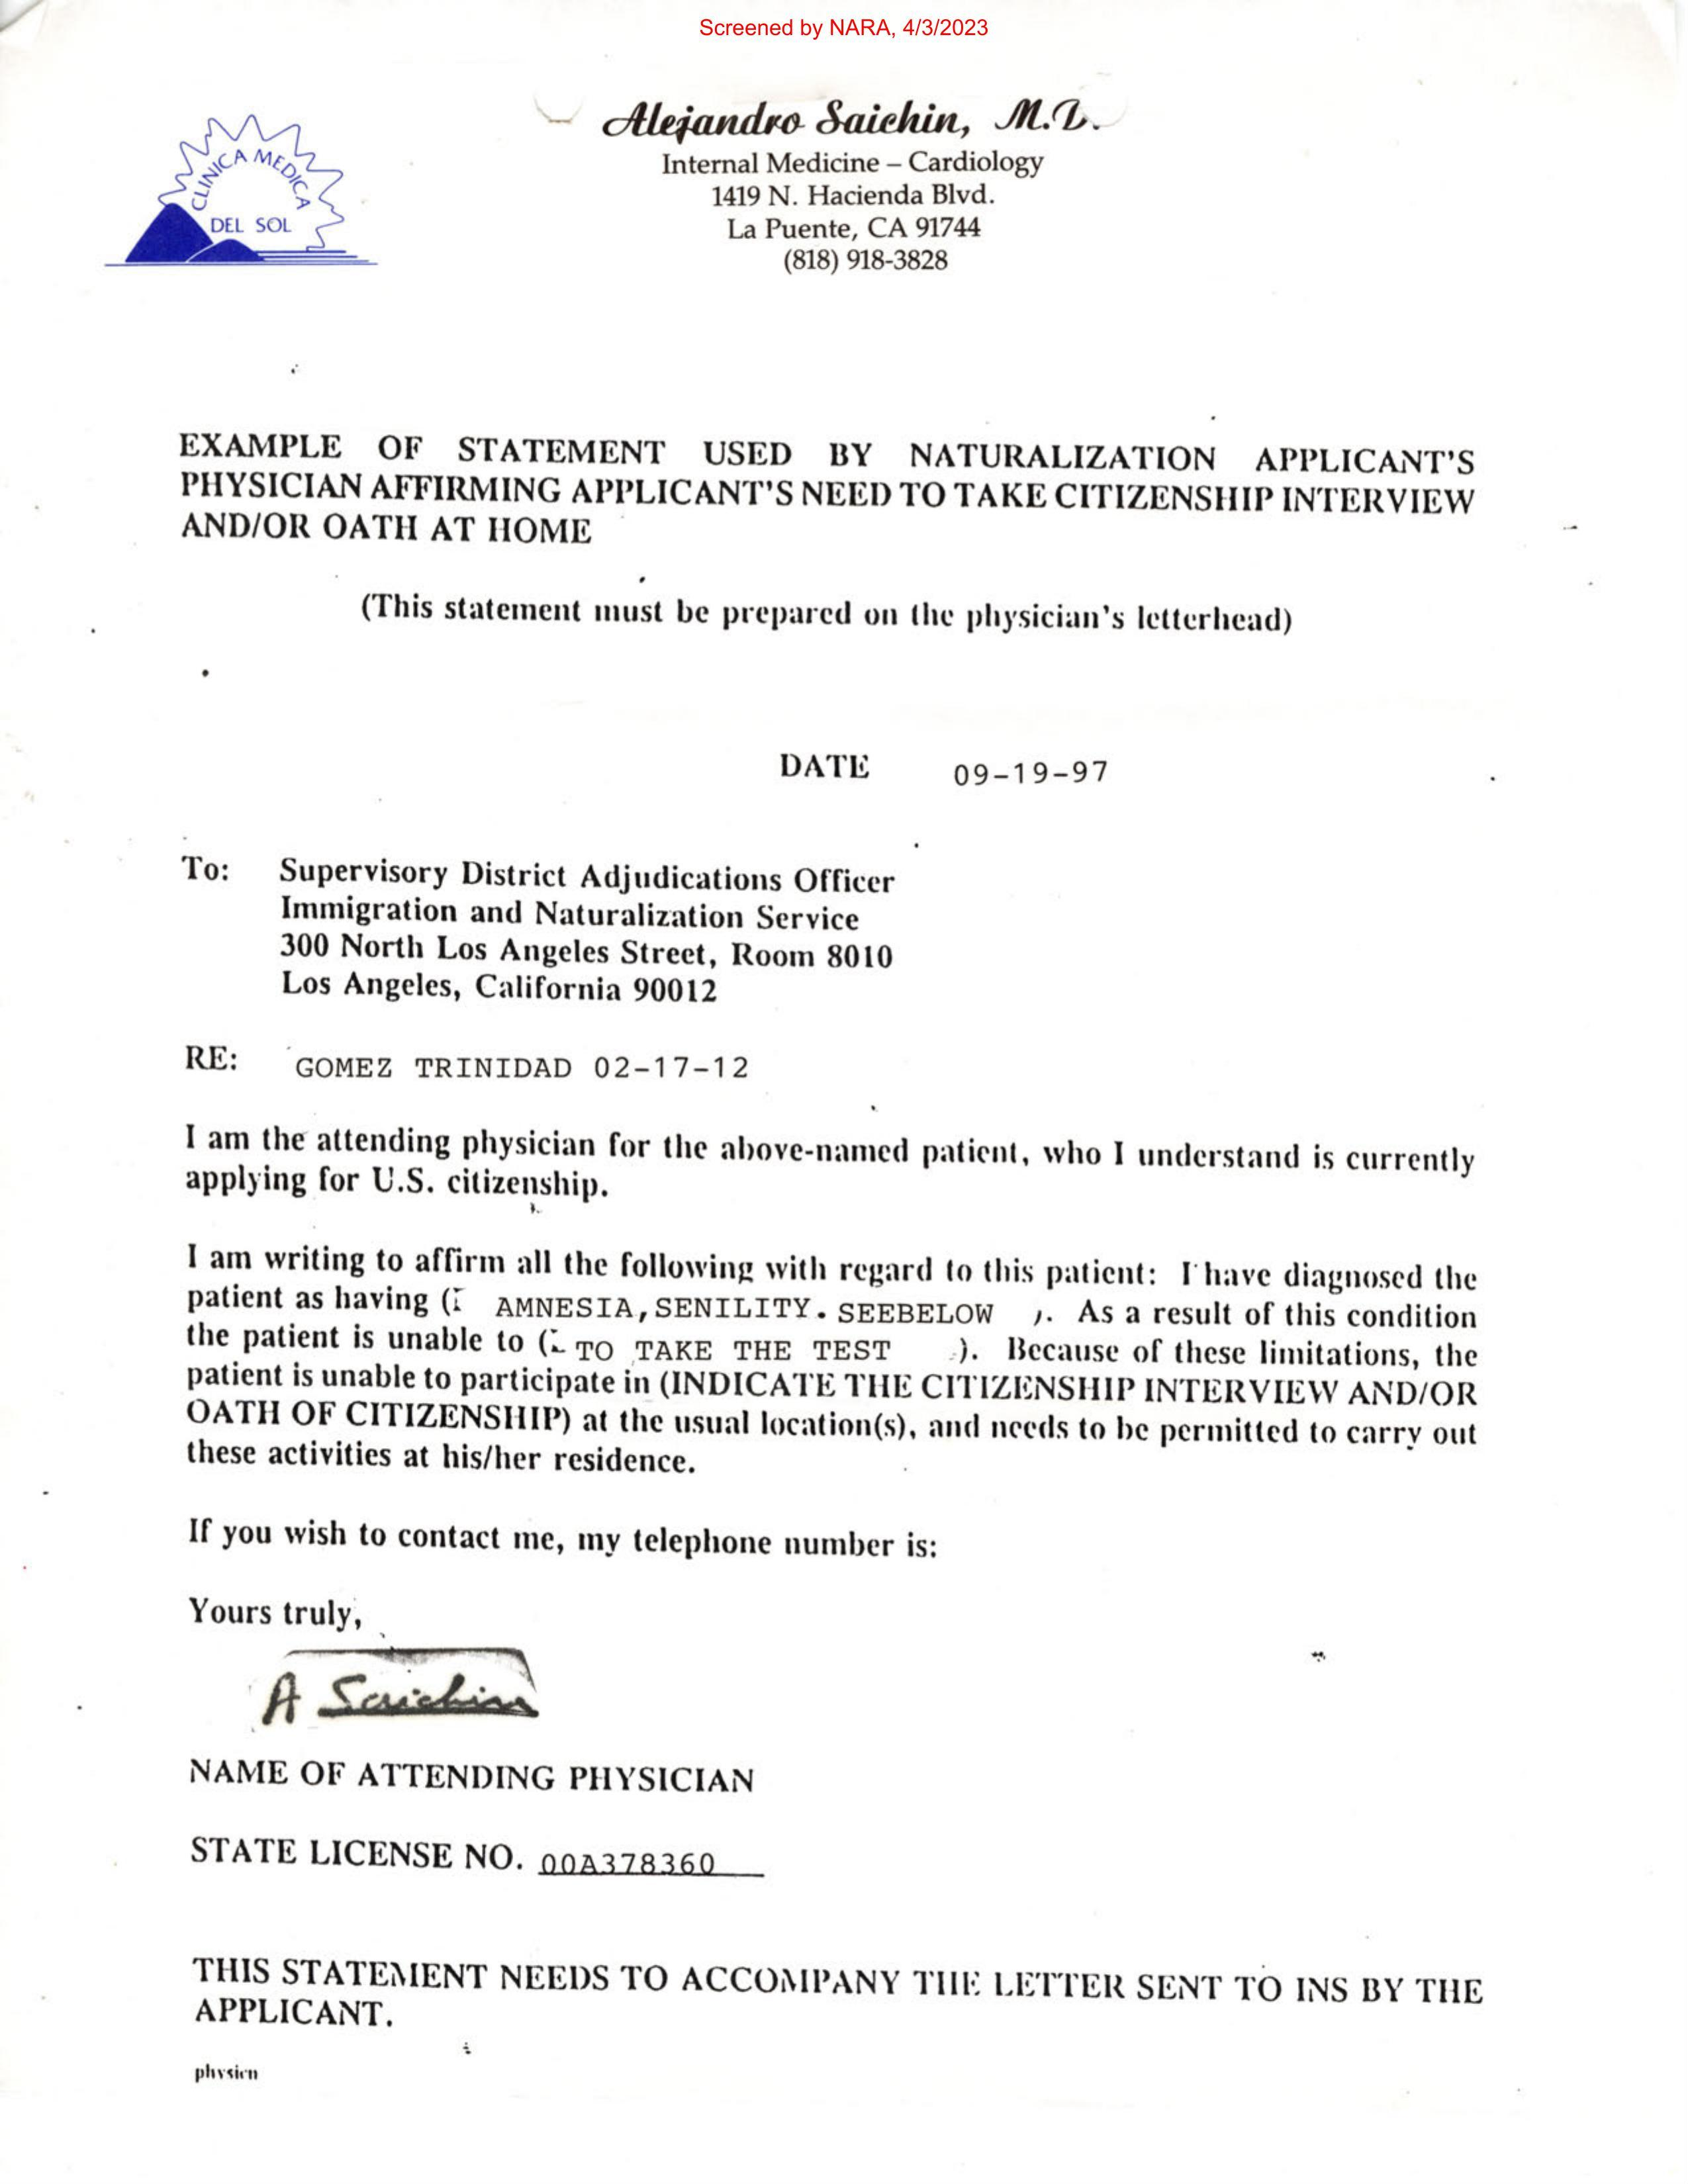 Screened by NARA, 4/3/2023
Alejandro Saichin, M.D.
Internal Medicine – Cardiology
1419 N. Hacienda Blvd.
La Puente, CA 91744
(818) 918-3828
CLINICA MEDICA
DEL SOL
EXAMPLE OF STATEMENT USED BY NATURALIZATION APPLICANT'S
PHYSICIAN AFFIRMING APPLICANT'S NEED TO TAKE CITIZENSHIP INTERVIEW
AND/OR OATH AT HOME
(This statement must be prepared on the physician's letterhead)
DATE 09-19-97
To: Supervisory District Adjudications Officer
Immigration and Naturalization Service
300 North Los Angeles Street, Room 8010
Los Angeles, California 90012
RE: GOMEZ TRINIDAD 02-17-12
I am the attending physician for the above-named patient, who I understand is currently
applying for U.S. citizenship.
I am writing to affirm all the following with regard to this patient: I have diagnosed the
patient as having ( AMNESIA,SENILITY. SEEBELOW ). As a result of this condition
the patient is unable to ( TO TAKE THE TEST ). Because of these limitations, the
patient is unable to participate in (INDICATE THE CITIZENSHIP INTERVIEW AND/OR
OATH OF CITIZENSHIP) at the usual location(s), and needs to be permitted to carry out
these activities at his/her residence.
If you wish to contact me, my telephone number is:
Yours truly,
A Saichin
NAME OF ATTENDING PHYSICIAN
STATE LICENSE NO. 00A378360
THIS STATEMENT NEEDS TO ACCOMPANY THE LETTER SENT TO INS BY THE
APPLICANT.
physicn